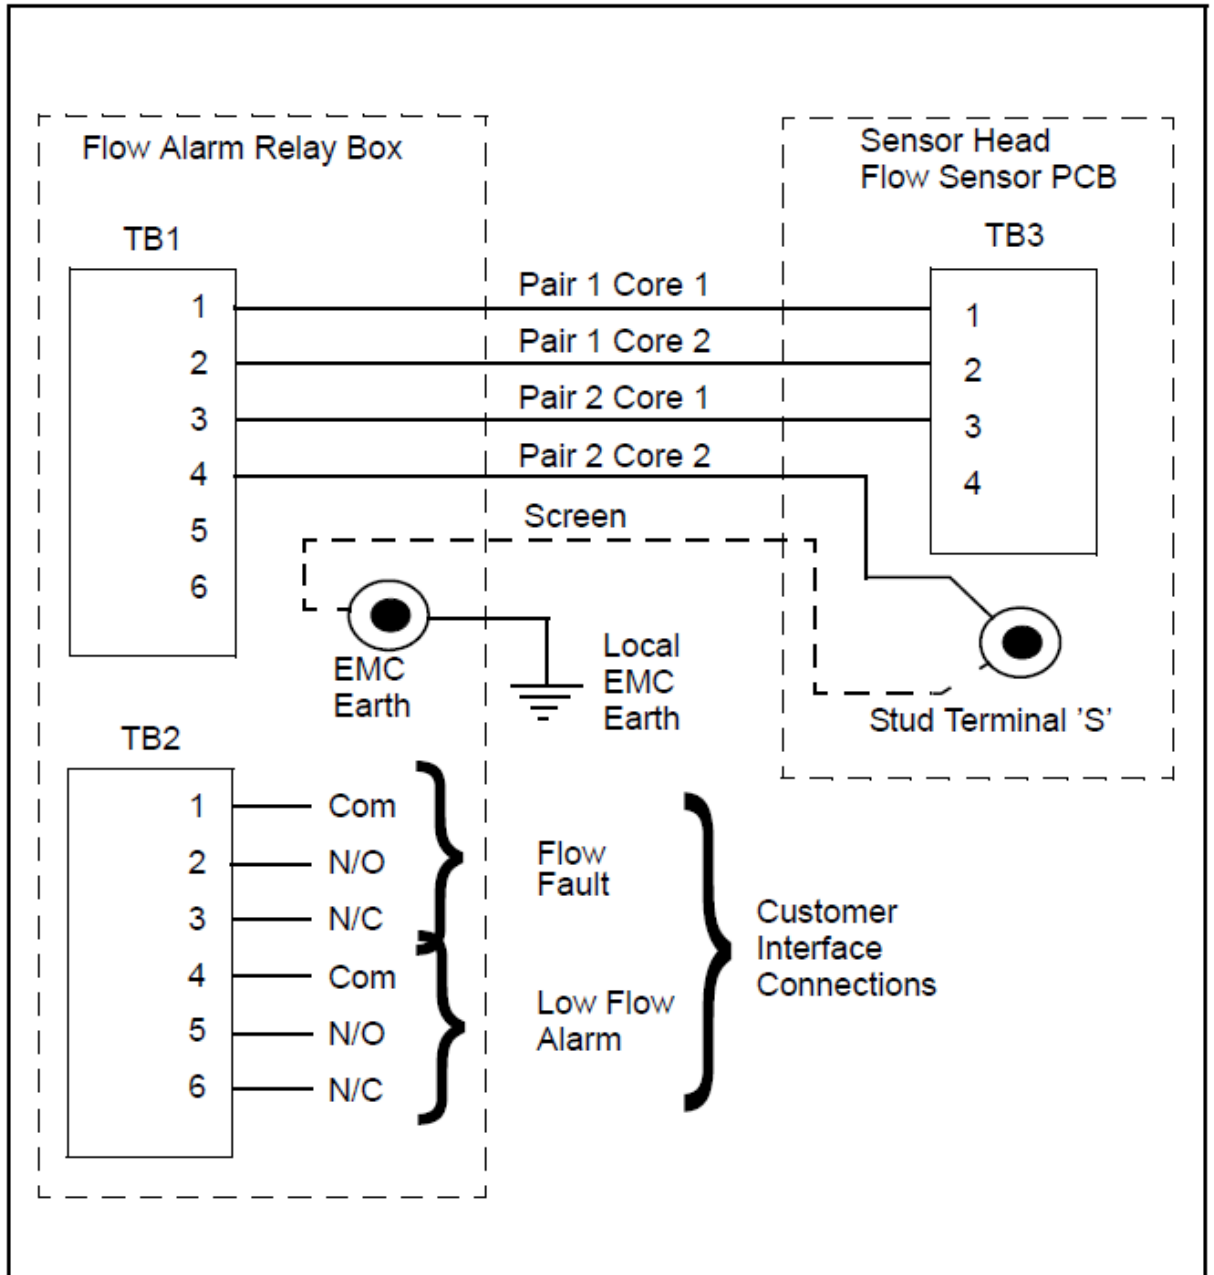 Flow Alarm Relay Box
Sensor Head
Flow Sensor PCB
TB1
TB3
1
2
3
4
5
6
Pair 1 Core 1
Pair 1 Core 2
Pair 2 Core 1
Pair 2 Core 2
Screen
1
2
3
4
EMC
Earth
Local
EMC
Earth
Stud Terminal ’S’
TB2
1 Com
2 N/O
3 N/C
4 Com
5 N/O
6 N/C
Flow
Fault
Low Flow
Alarm
Customer
Interface
Connections